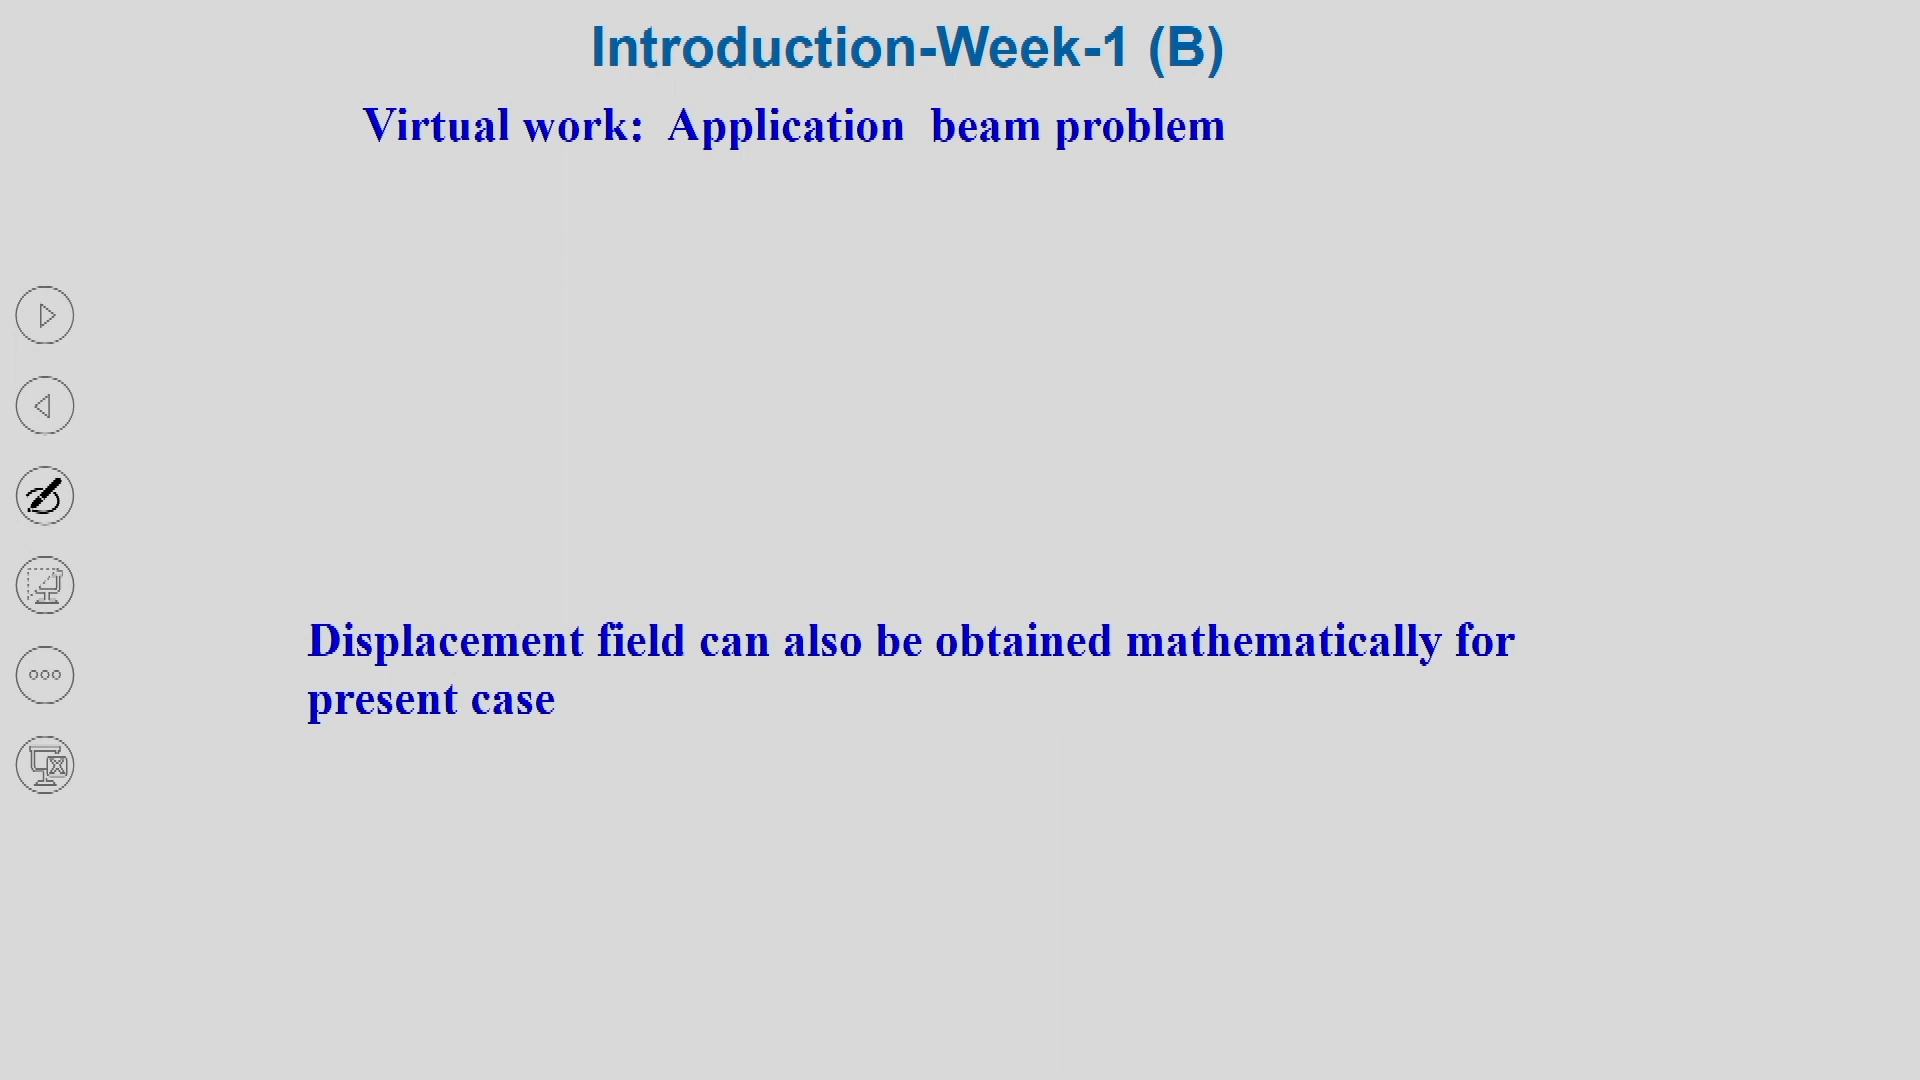 Introduction-Week-1 (B)
Virtual work: Application beam problem
Displacement field can also be obtained mathematically for
present case